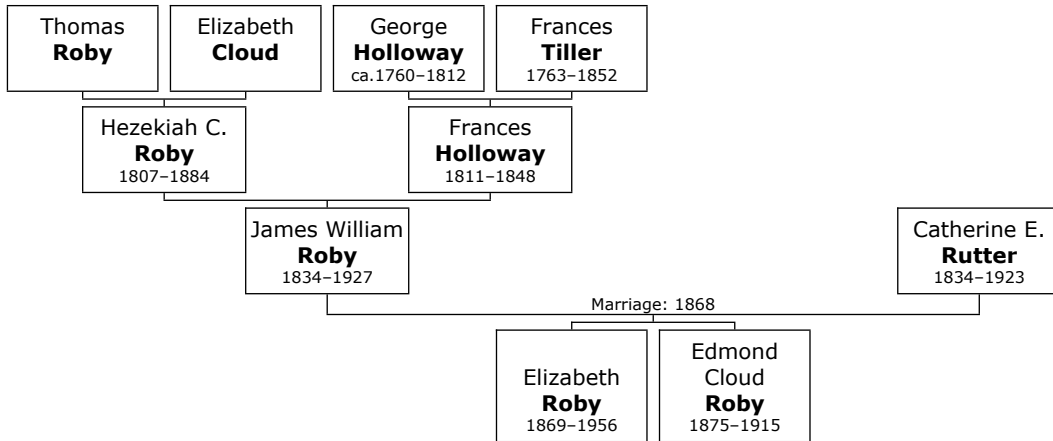 Thomas
Roby
Elizabeth
Cloud
George
Holloway
ca.1760–1812
Frances
Tiller
1763–1852
Hezekiah C.
Roby
1807–1884
Frances
Holloway
1811–1848
James William
Roby
1834–1927
Catherine E.
Rutter
1834–1923
Marriage: 1868
Elizabeth
Roby
1869–1956
Edmond
Cloud
Roby
1875–1915